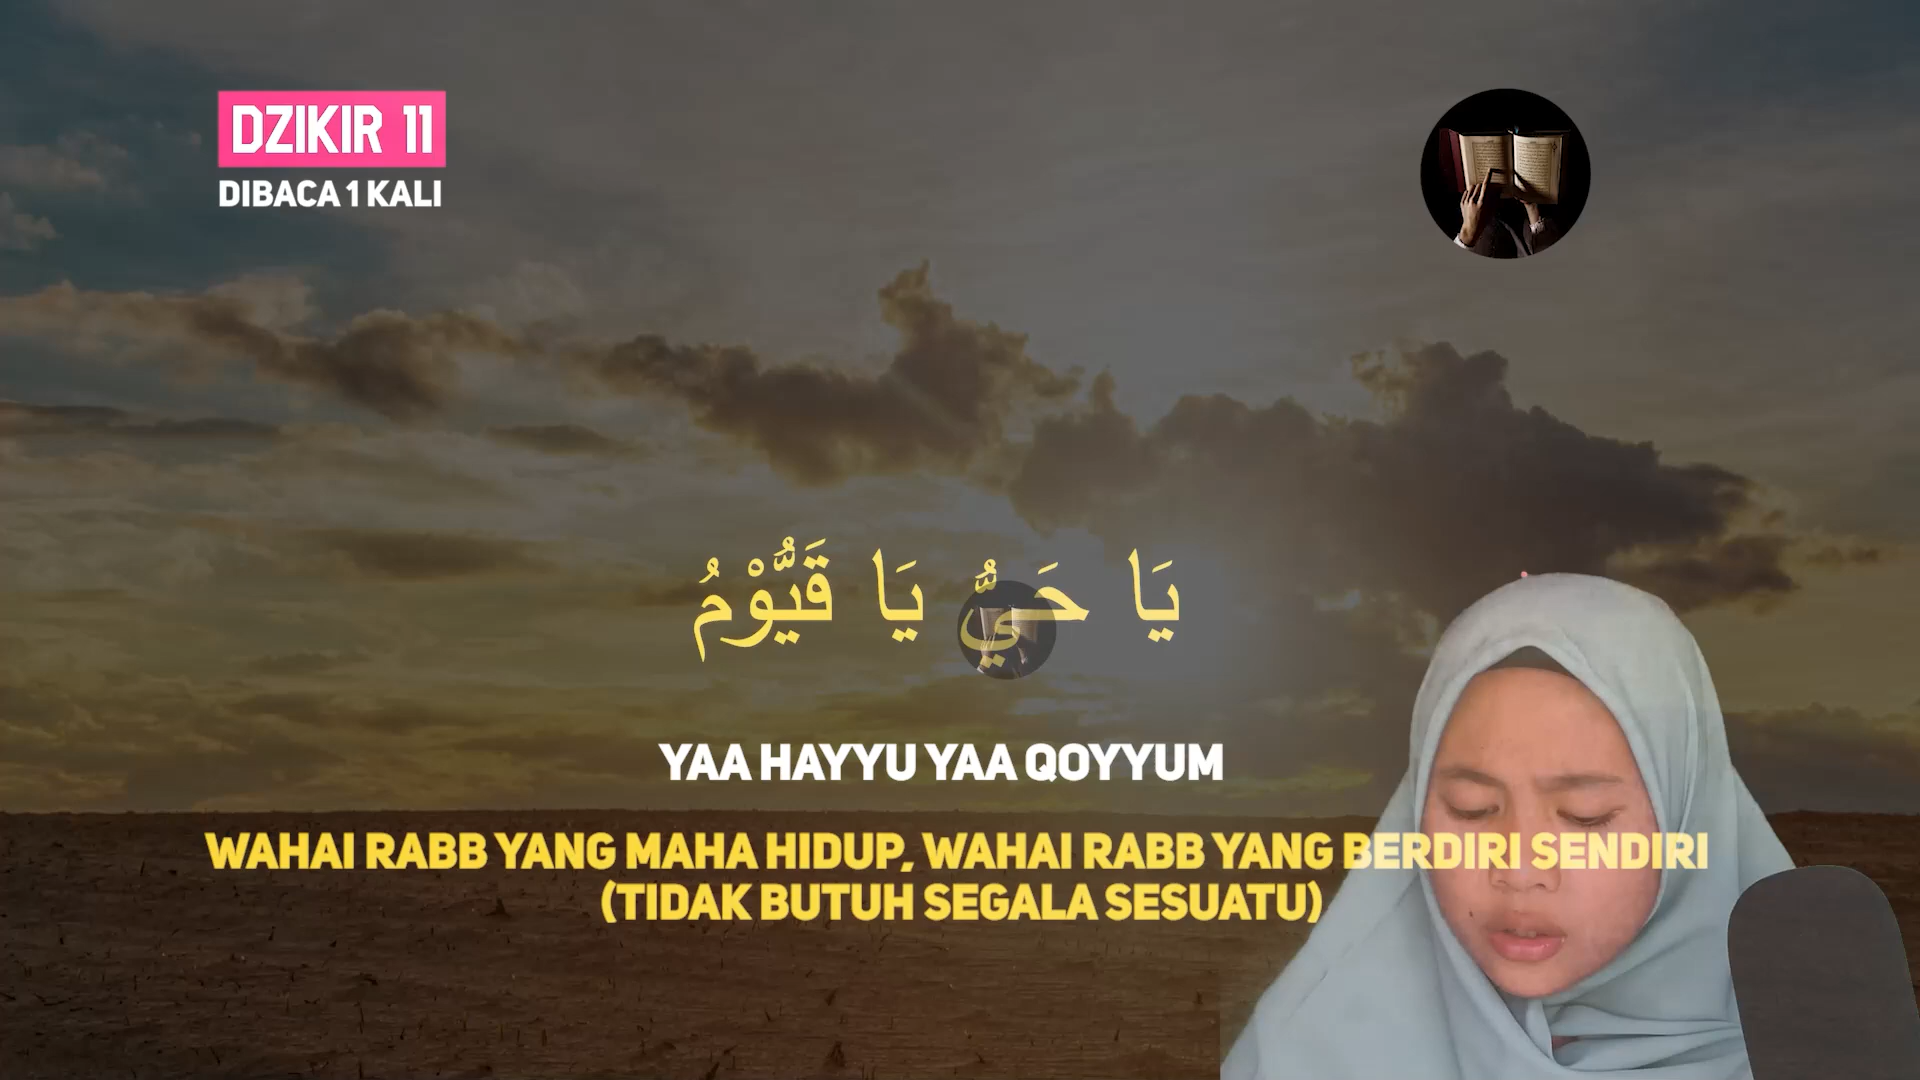 DZIKIR 11
DIBACA 1 KALI
يَا حَيُّ يَا قَيُّوْمُ
YAA HAYYU YAA QOYYUM
WAHAI RABB YANG MAHA HIDUP, WAHAI RABB YANG BERDIRI SENDIRI
(TIDAK BUTUH SEGALA SESUATU)